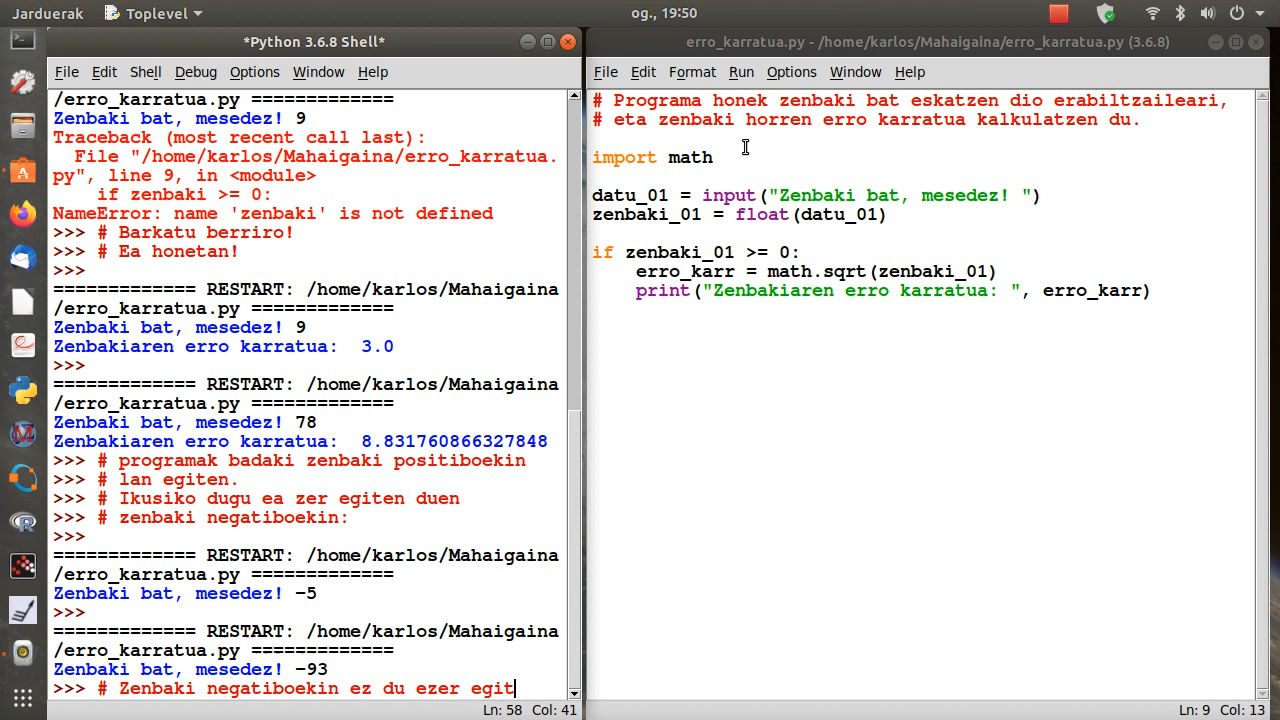 Jarduerak
Toplevel
og., 19:50
*Python 3.6.8 Shell*
File Edit Shell Debug Options Window Help
/erro_karratua.py =============
Zenbaki bat, mesedez! 9
Traceback (most recent call last):
  File "/home/karlos/Mahaigaina/erro_karratua.
py", line 9, in <module>
    if zenbaki >= 0:
NameError: name 'zenbaki' is not defined
>>> # Barkatu berriro!
>>> # Ea honetan!
>>>
============= RESTART: /home/karlos/Mahaigaina
/erro_karratua.py =============
Zenbaki bat, mesedez! 9
Zenbakiaren erro karratua:  3.0
>>>
============= RESTART: /home/karlos/Mahaigaina
/erro_karratua.py =============
Zenbaki bat, mesedez! 78
Zenbakiaren erro karratua:  8.831760866327848
>>> # programak badaki zenbaki positiboekin
>>> # lan egiten.
>>> # Ikusiko dugu ea zer egiten duen
>>> # zenbaki negatiboekin:
>>>
============= RESTART: /home/karlos/Mahaigaina
/erro_karratua.py =============
Zenbaki bat, mesedez! -5
>>>
============= RESTART: /home/karlos/Mahaigaina
/erro_karratua.py =============
Zenbaki bat, mesedez! -93
>>> # Zenbaki negatiboekin ez du ezer egit
Ln: 58 Col: 41
erro_karratua.py - /home/karlos/Mahaigaina/erro_karratua.py (3.6.8)
File Edit Format Run Options Window Help
# Programa honek zenbaki bat eskatzen dio erabiltzaileari,
# eta zenbaki horren erro karratua kalkulatzen du.
import math
datu_01 = input("Zenbaki bat, mesedez! ")
zenbaki_01 = float(datu_01)
if zenbaki_01 >= 0:
    erro_karr = math.sqrt(zenbaki_01)
    print("Zenbakiaren erro karratua: ", erro_karr)
Ln: 9 Col: 13